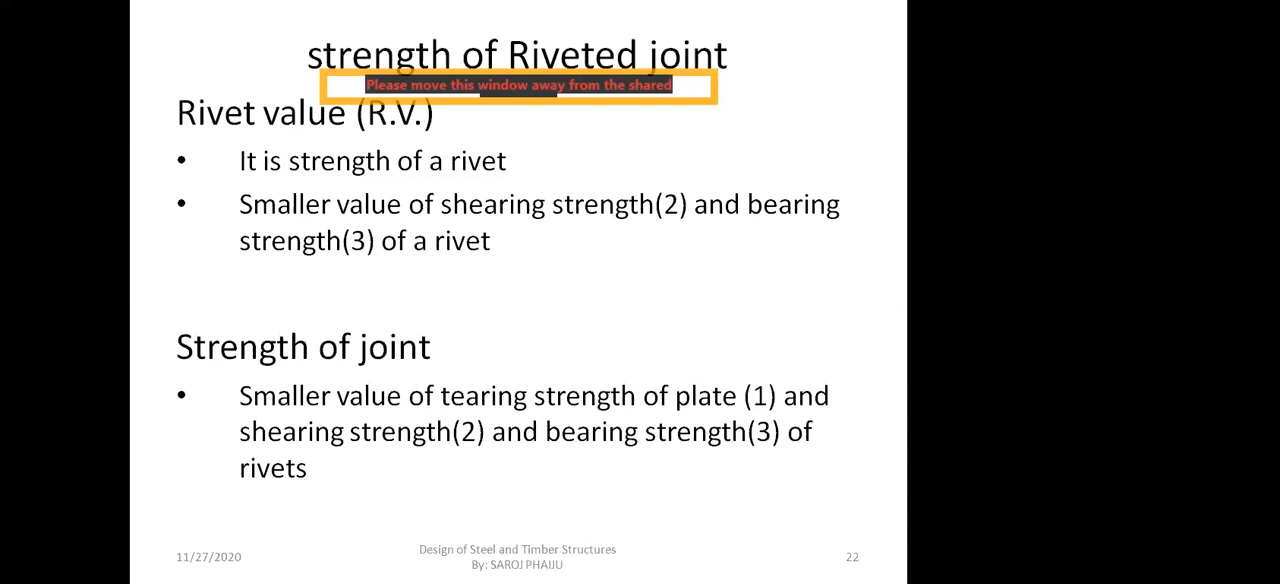 strength of Riveted joint
Please move this window away from the shared
Rivet value (R.V.)
• It is strength of a rivet
• Smaller value of shearing strength(2) and bearing
strength(3) of a rivet
Strength of joint
• Smaller value of tearing strength of plate (1) and
shearing strength(2) and bearing strength(3) of
rivets
11/27/2020
Design of Steel and Timber Structures
By: SAROJ PHAIJU
22